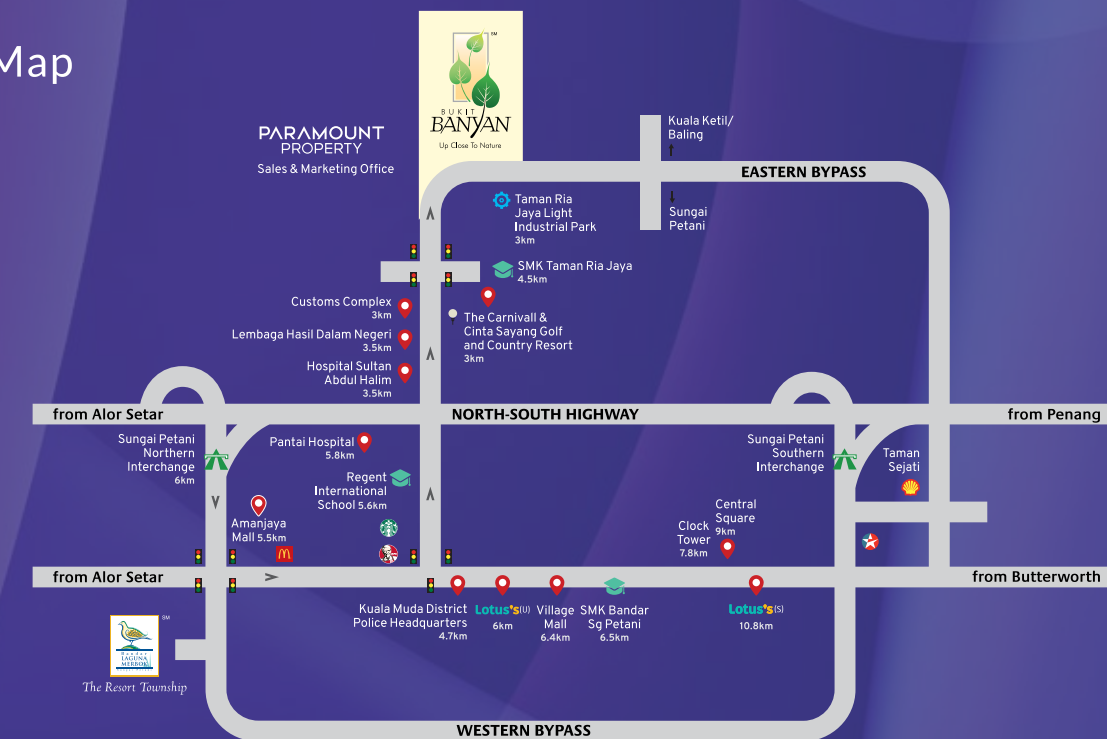 Map
SM
BUKIT
BANYAN
Up Close To Nature
PARAMOUNT
PROPERTY
Sales & Marketing Office
Kuala Ketil/
Baling
EASTERN BYPASS
Sungai
Petani
Taman Ria
Jaya Light
Industrial Park
3km
SMK Taman Ria Jaya
4.5km
Customs Complex
3km
Lembaga Hasil Dalam Negeri
3.5km
Hospital Sultan
Abdul Halim
3.5km
The Carnivall &
Cinta Sayang Golf
and Country Resort
3km
from Alor Setar
NORTH-SOUTH HIGHWAY
from Penang
Sungai Petani
Northern
Interchange
6km
Pantai Hospital
5.8km
Regent
International
School 5.6km
Amanjaya
Mall 5.5km
KFC
Sungai Petani
Southern
Interchange
Taman
Sejati
Central
Square
9km
Clock
Tower
7.8km
from Alor Setar
from Butterworth
Kuala Muda District
Police Headquarters
4.7km
Lotus's(U)
6km
Village
Mall
6.4km
SMK Bandar
Sg Petani
6.5km
Lotus's(S)
10.8km
SM
Bandar
LAGUNA
MERBOK
The Resort Township
WESTERN BYPASS